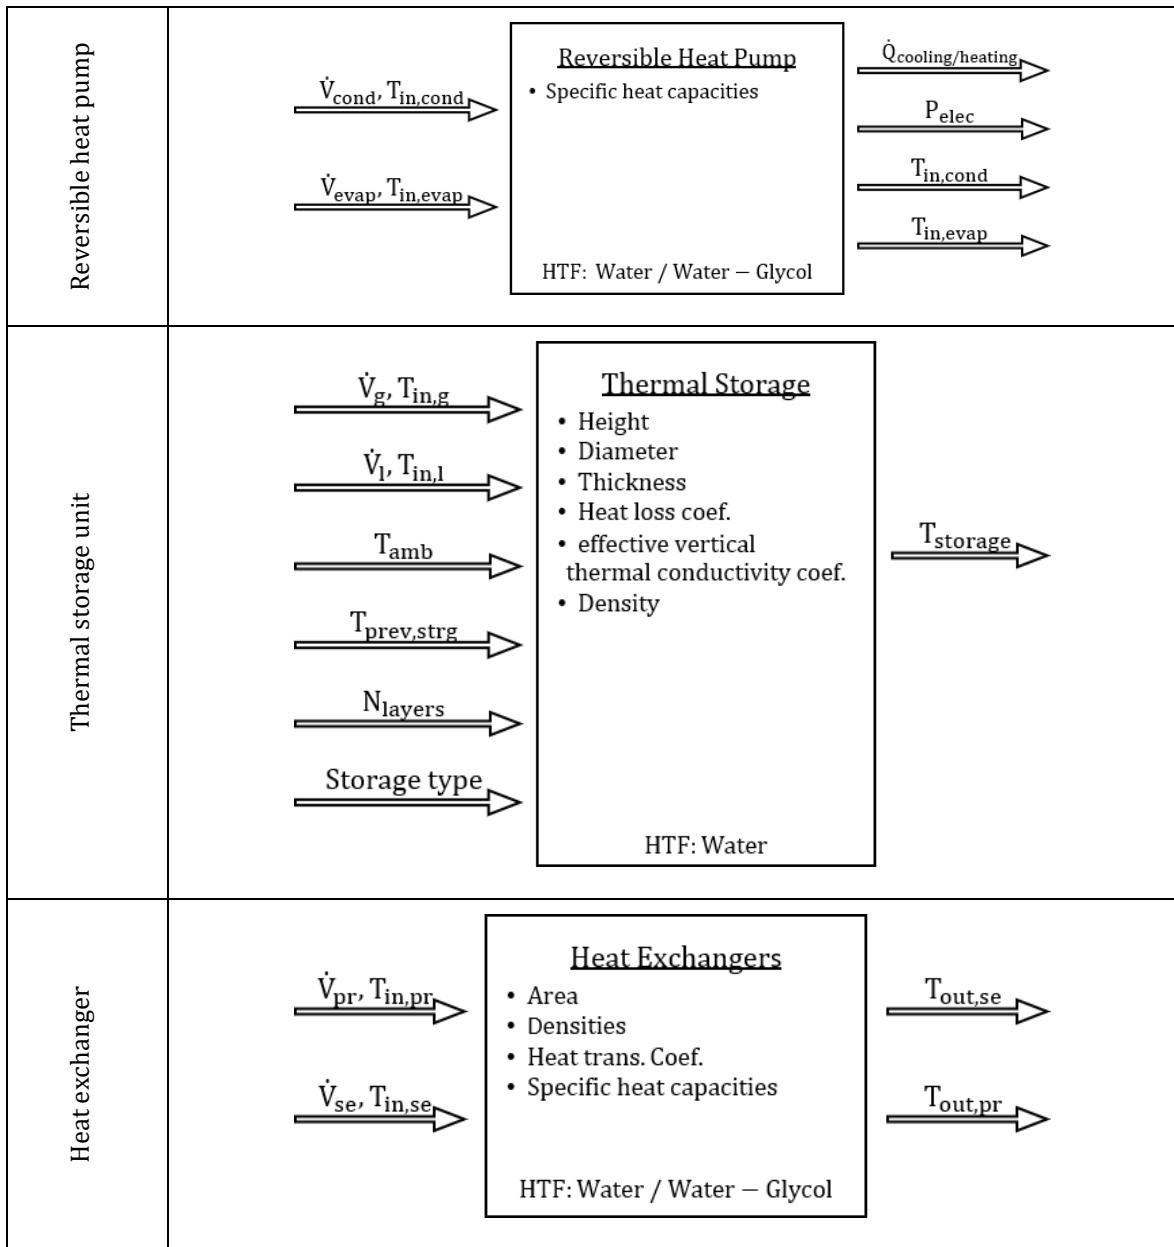 Reversible heat pump
V̇cond, Tin,cond
V̇evap, Tin,evap
Reversible Heat Pump
• Specific heat capacities
HTF: Water / Water − Glycol
Q̇cooling/heating
Pelec
Tin,cond
Tin,evap
Thermal storage unit
V̇g, Tin,g
V̇l, Tin,l
Tamb
Tprev,strg
Nlayers
Storage type
Thermal Storage
• Height
• Diameter
• Thickness
• Heat loss coef.
• effective vertical
thermal conductivity coef.
• Density
HTF: Water
Tstorage
Heat exchanger
V̇pr, Tin,pr
V̇se, Tin,se
Heat Exchangers
• Area
• Densities
• Heat trans. Coef.
• Specific heat capacities
HTF: Water / Water − Glycol
Tout,se
Tout,pr